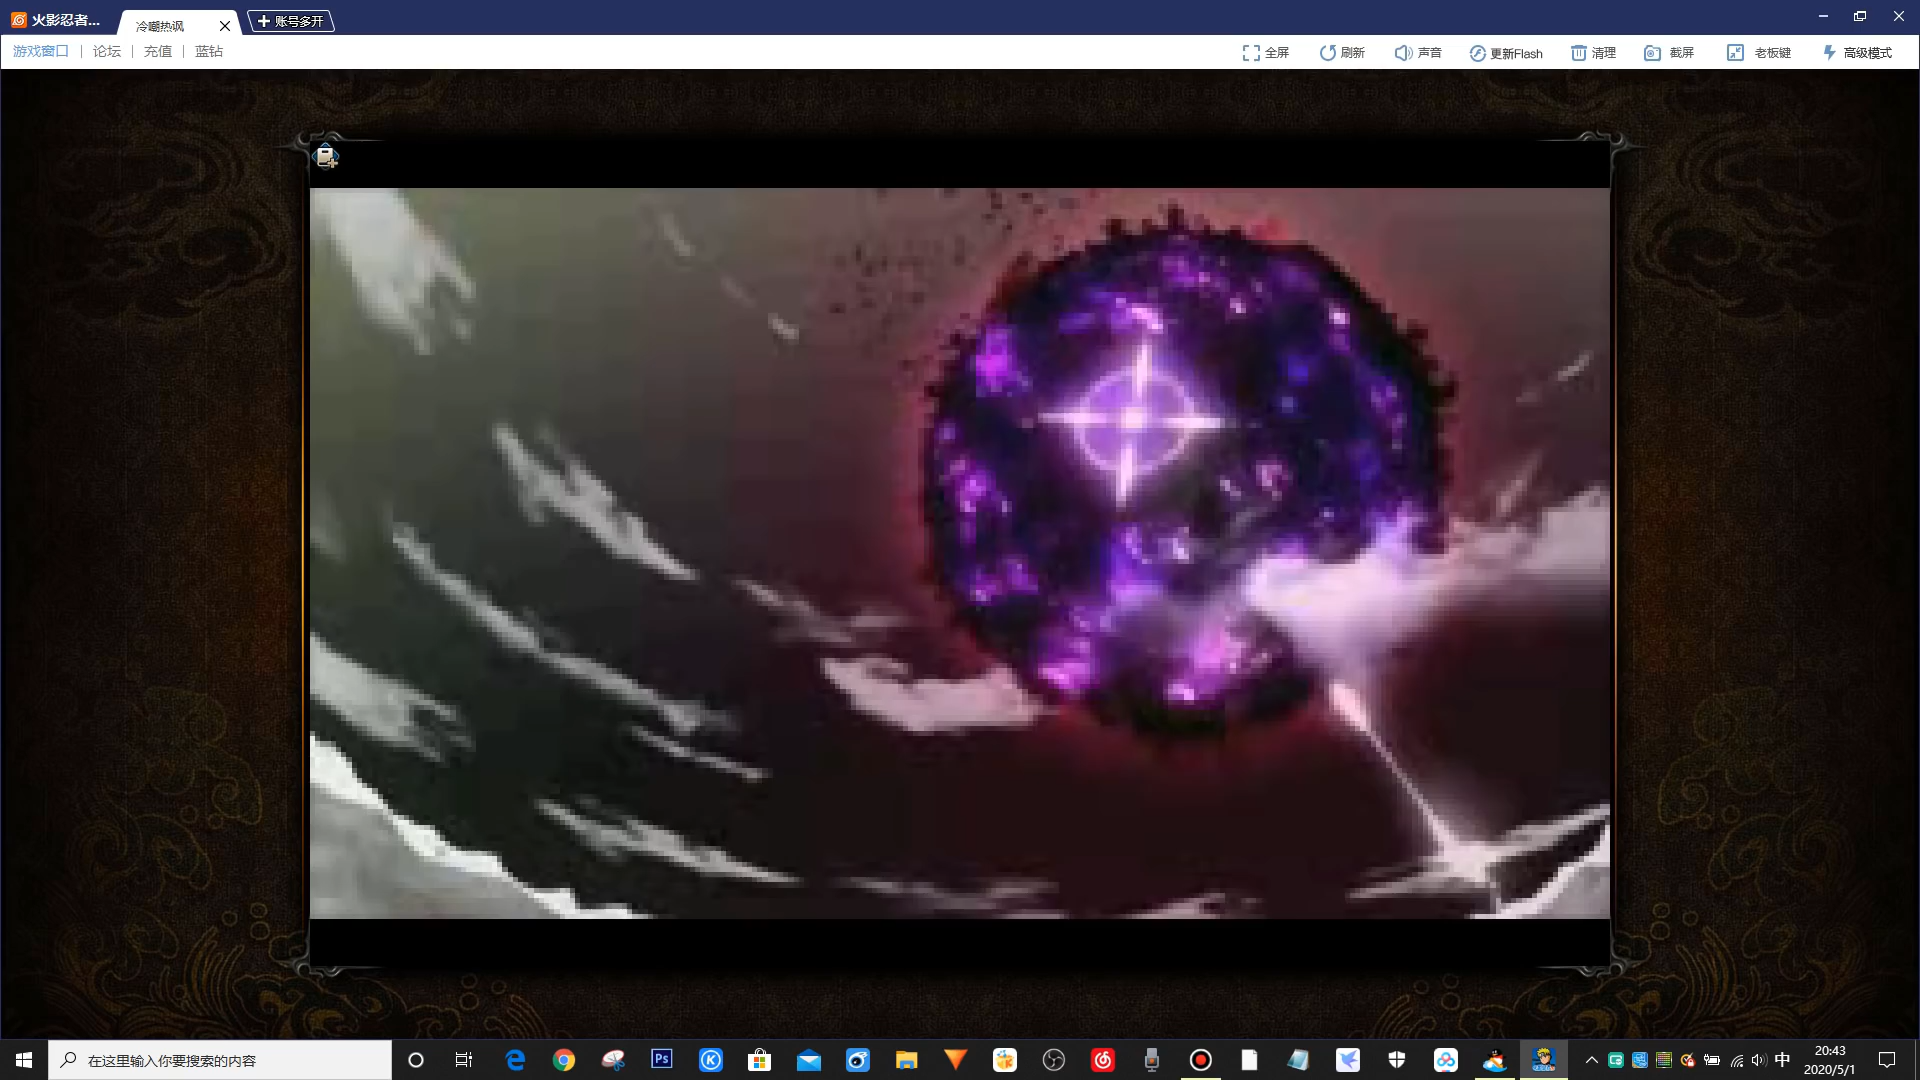 火影忍者...
冷嘲热讽
账号多开
游戏窗口 | 论坛 | 充值 | 蓝钻
全屏 刷新 声音 更新Flash 清理 截屏 老板键 高级模式
在这里输入你要搜索的内容
Ps
中
20:43
2020/5/1